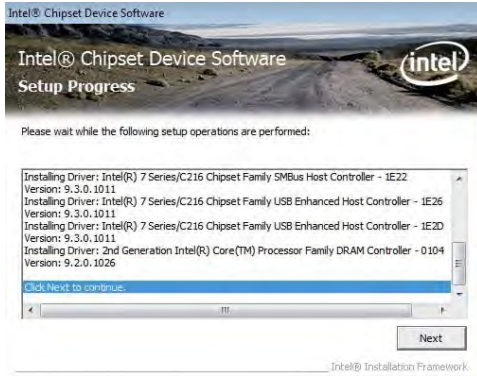 Intel® Chipset Device Software
Intel® Chipset Device Software
Setup Progress
(intel)
Please wait while the following setup operations are performed:
Installing Driver: Intel(R) 7 Series/C216 Chipset Family SMBus Host Controller - 1E22
Version: 9.3.0.1011
Installing Driver: Intel(R) 7 Series/C216 Chipset Family USB Enhanced Host Controller - 1E26
Version: 9.3.0.1011
Installing Driver: Intel(R) 7 Series/C216 Chipset Family USB Enhanced Host Controller - 1E2D
Version: 9.3.0.1011
Installing Driver: 2nd Generation Intel(R) Core(TM) Processor Family DRAM Controller - 0104
Version: 9.2.0.1026
Click Next to continue.
Next
Intel® Installation Framework